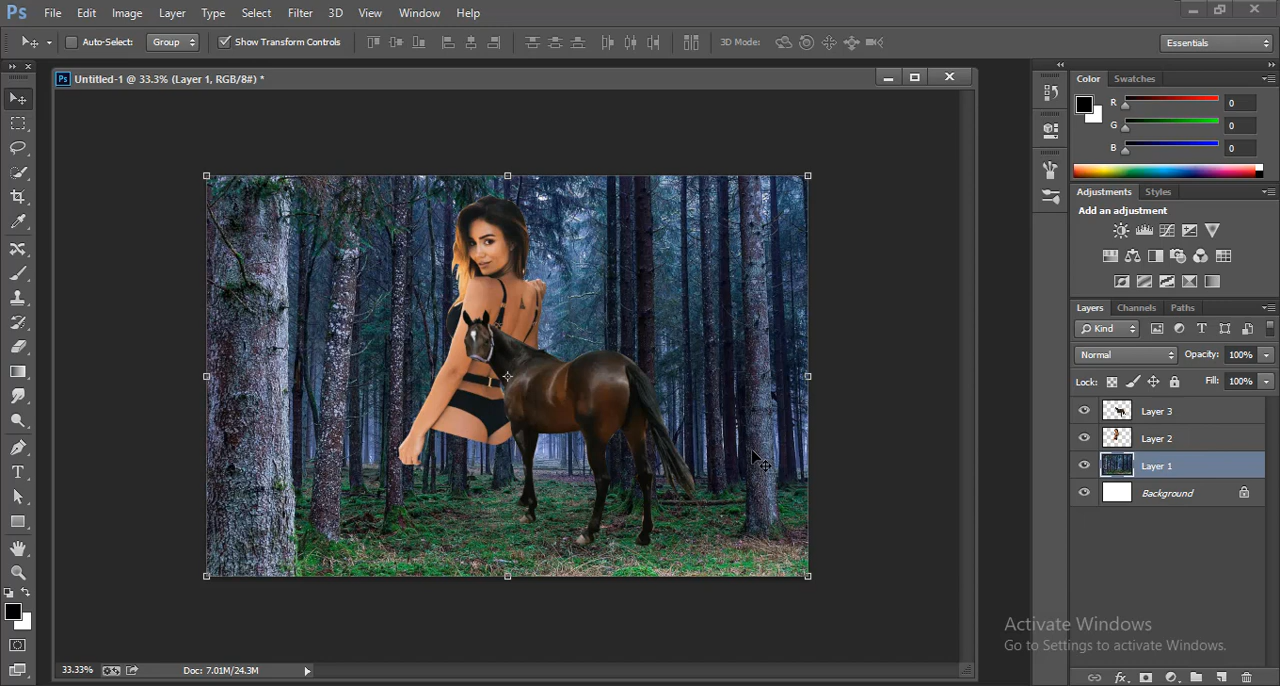 Ps File Edit Image Layer Type Select Filter 3D View Window Help
Auto-Select: Group Show Transform Controls 3D Mode: Essentials
Ps Untitled-1 @ 33.3% (Layer 1, RGB/8#) *
Color Swatches
R 0
G 0
B 0
Adjustments Styles
Add an adjustment
Layers Channels Paths
Kind
Normal Opacity: 100%
Lock: Fill: 100%
Layer 3
Layer 2
Layer 1
Background
Activate Windows
Go to Settings to activate Windows.
33.33% Doc: 7.01M/24.3M
fx